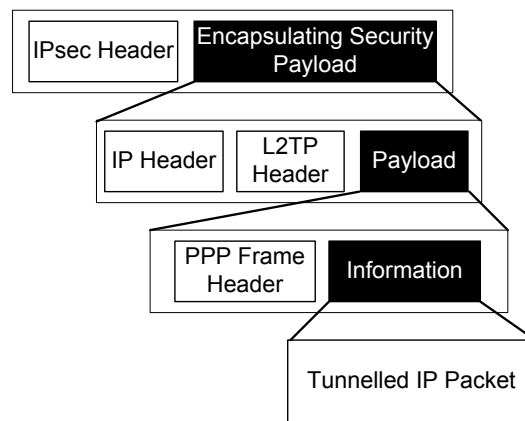 IPsec Header
Encapsulating Security
Payload
IP Header
L2TP
Header
Payload
PPP Frame
Header
Information
Tunnelled IP Packet